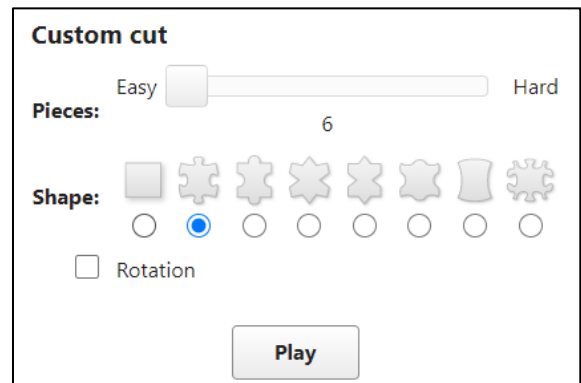 Custom cut
Easy Hard
Pieces:
6
Shape:
Rotation
Play